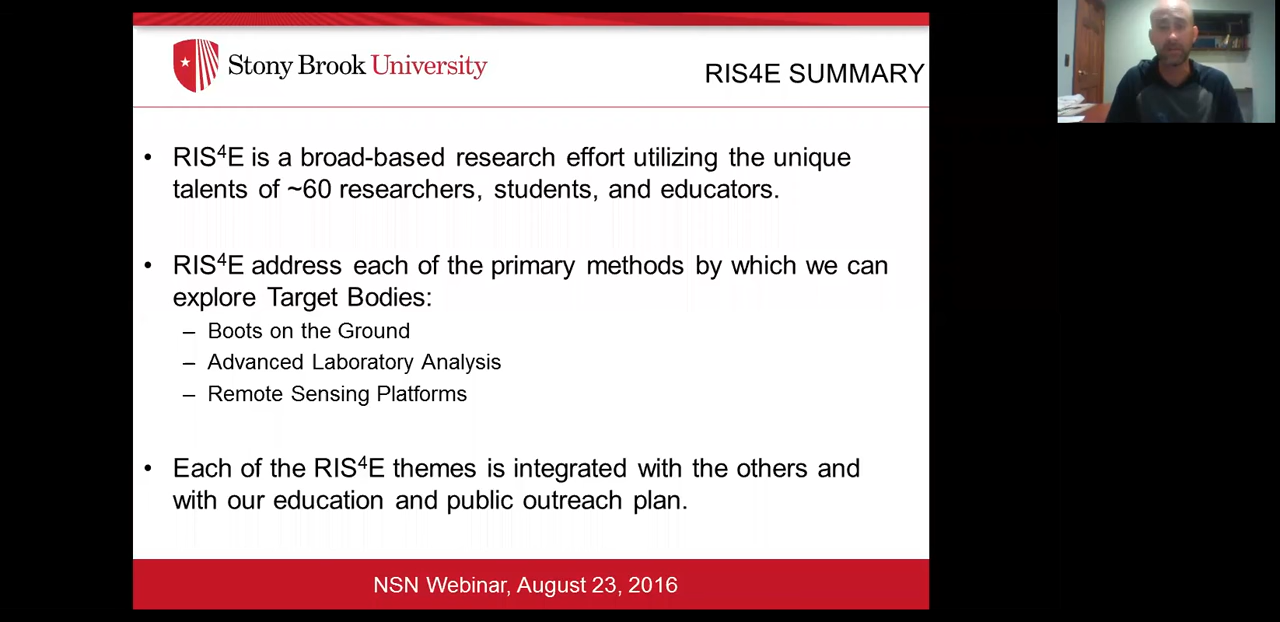 Stony Brook University
RIS4E SUMMARY
• RIS⁴E is a broad-based research effort utilizing the unique
talents of ~60 researchers, students, and educators.
• RIS⁴E address each of the primary methods by which we can
explore Target Bodies:
– Boots on the Ground
– Advanced Laboratory Analysis
– Remote Sensing Platforms
• Each of the RIS⁴E themes is integrated with the others and
with our education and public outreach plan.
NSN Webinar, August 23, 2016